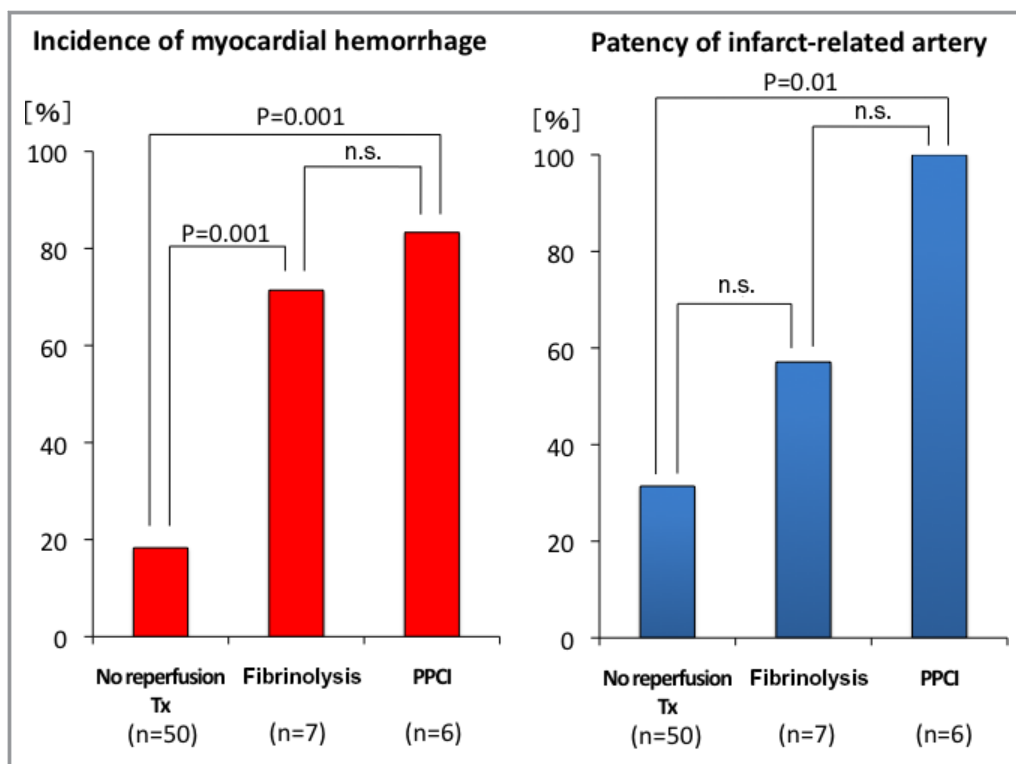 Incidence of myocardial hemorrhage
[%]
P=0.001
n.s.
P=0.001
100
80
60
40
20
0
No reperfusion
Tx
(n=50)
Fibrinolysis
(n=7)
PPCI
(n=6)
Patency of infarct-related artery
[%]
P=0.01
n.s.
n.s.
100
80
60
40
20
0
No reperfusion
Tx
(n=50)
Fibrinolysis
(n=7)
PPCI
(n=6)